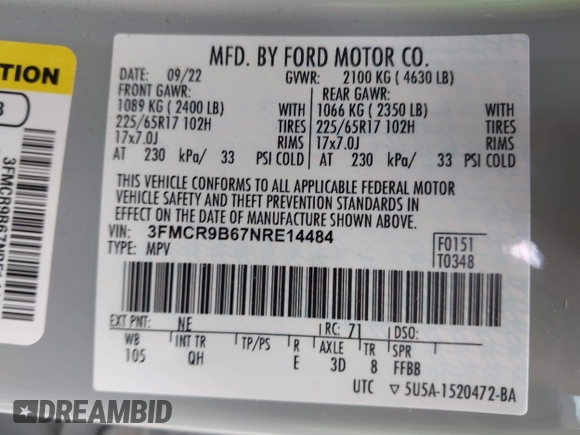 MFD. BY FORD MOTOR CO.
DATE: 09/22 GVWR: 2100 KG ( 4630 LB)
FRONT GAWR: REAR GAWR:
1089 KG ( 2400 LB) WITH 1066 KG ( 2350 LB) WITH
225/65R17 102H TIRES 225/65R17 102H TIRES
17x7.0J RIMS 17x7.0J RIMS
AT 230 kPa/ 33 PSI COLD AT 230 kPa/ 33 PSI COLD
THIS VEHICLE CONFORMS TO ALL APPLICABLE FEDERAL MOTOR
VEHICLE SAFETY AND THEFT PREVENTION STANDARDS IN
EFFECT ON THE DATE OF MANUFACTURE SHOWN ABOVE.
VIN: 3FMCR9B67NRE14484
TYPE: MPV
F0151
T0348
EXT PNT: NE RC: 71 DSO:
WB INT TR TP/PS R AXLE TR SPR
105 QH E 3D 8 FFBB
UTC ▽5U5A-1520472-BA
DREAMBID